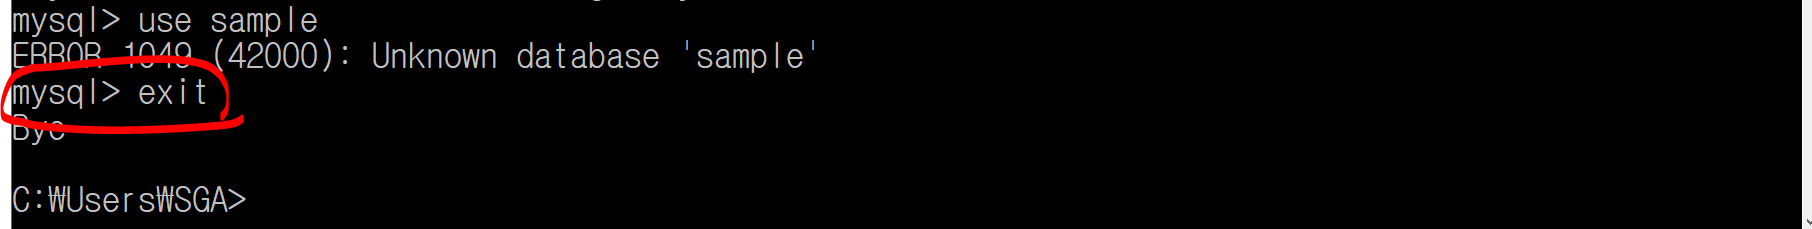 mysql> use sample
ERROR 1049 (42000): Unknown database 'sample'
mysql> exit
Bye

C:₩Users₩SGA>